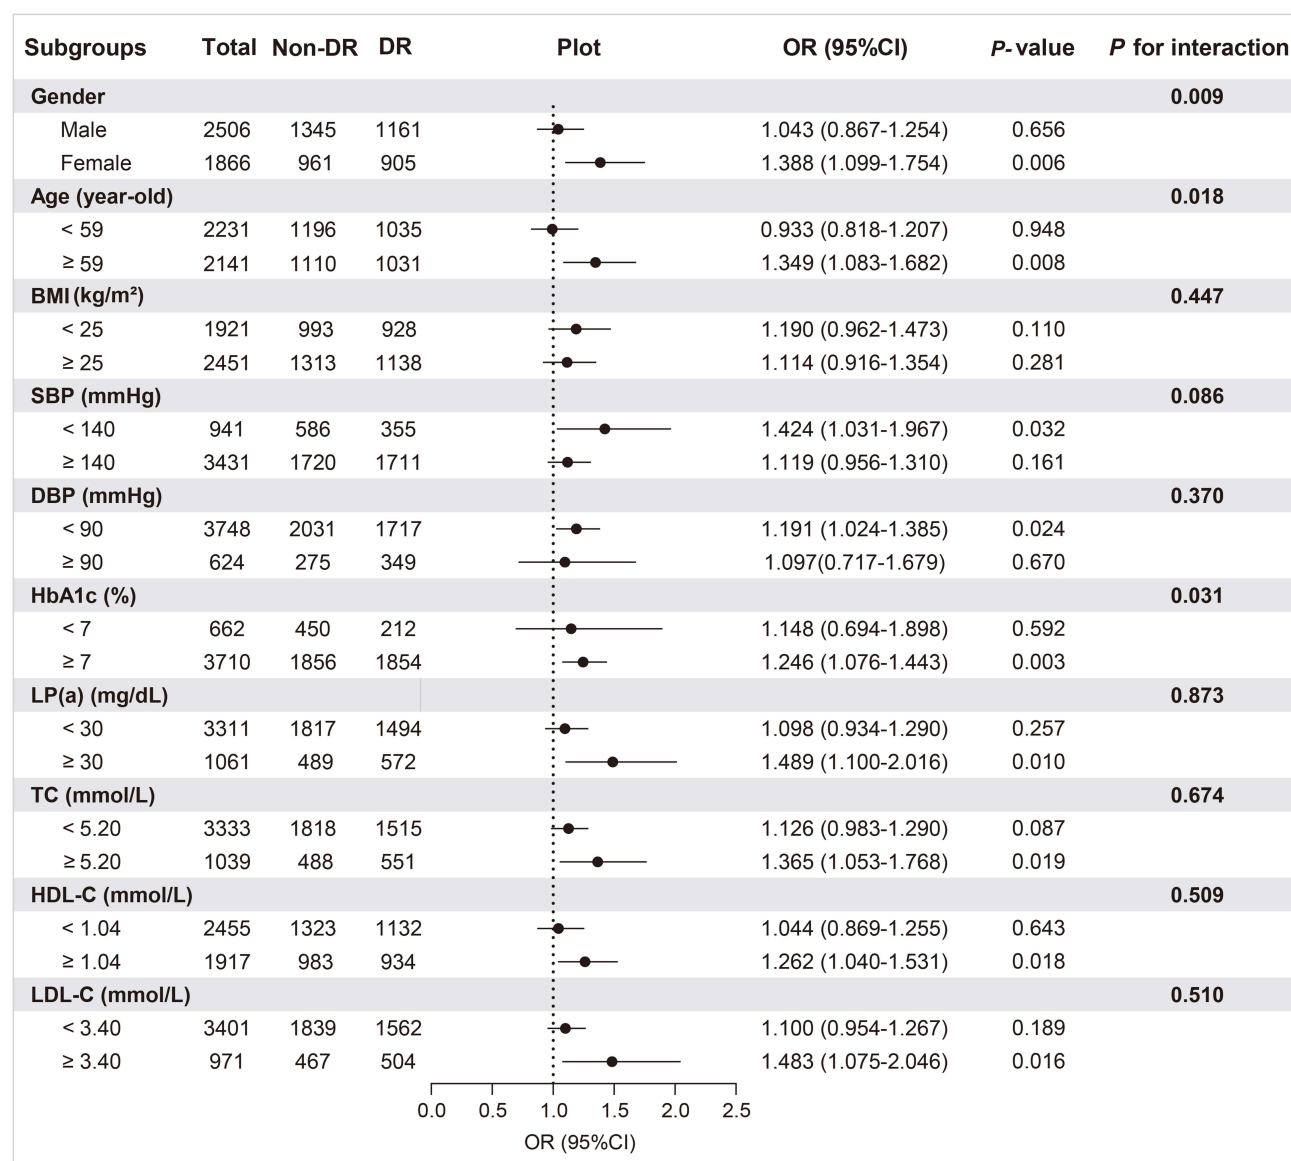 Subgroups Total Non-DR DR Plot OR (95%CI) P-value P for interaction
Gender 0.009
Male 2506 1345 1161 1.043 (0.867-1.254) 0.656
Female 1866 961 905 1.388 (1.099-1.754) 0.006
Age (year-old) 0.018
< 59 2231 1196 1035 0.933 (0.818-1.207) 0.948
≥ 59 2141 1110 1031 1.349 (1.083-1.682) 0.008
BMI (kg/m²) 0.447
< 25 1921 993 928 1.190 (0.962-1.473) 0.110
≥ 25 2451 1313 1138 1.114 (0.916-1.354) 0.281
SBP (mmHg) 0.086
< 140 941 586 355 1.424 (1.031-1.967) 0.032
≥ 140 3431 1720 1711 1.119 (0.956-1.310) 0.161
DBP (mmHg) 0.370
< 90 3748 2031 1717 1.191 (1.024-1.385) 0.024
≥ 90 624 275 349 1.097(0.717-1.679) 0.670
HbA1c (%) 0.031
< 7 662 450 212 1.148 (0.694-1.898) 0.592
≥ 7 3710 1856 1854 1.246 (1.076-1.443) 0.003
LP(a) (mg/dL) 0.873
< 30 3311 1817 1494 1.098 (0.934-1.290) 0.257
≥ 30 1061 489 572 1.489 (1.100-2.016) 0.010
TC (mmol/L) 0.674
< 5.20 3333 1818 1515 1.126 (0.983-1.290) 0.087
≥ 5.20 1039 488 551 1.365 (1.053-1.768) 0.019
HDL-C (mmol/L) 0.509
< 1.04 2455 1323 1132 1.044 (0.869-1.255) 0.643
≥ 1.04 1917 983 934 1.262 (1.040-1.531) 0.018
LDL-C (mmol/L) 0.510
< 3.40 3401 1839 1562 1.100 (0.954-1.267) 0.189
≥ 3.40 971 467 504 1.483 (1.075-2.046) 0.016
0.0 0.5 1.0 1.5 2.0 2.5
OR (95%CI)